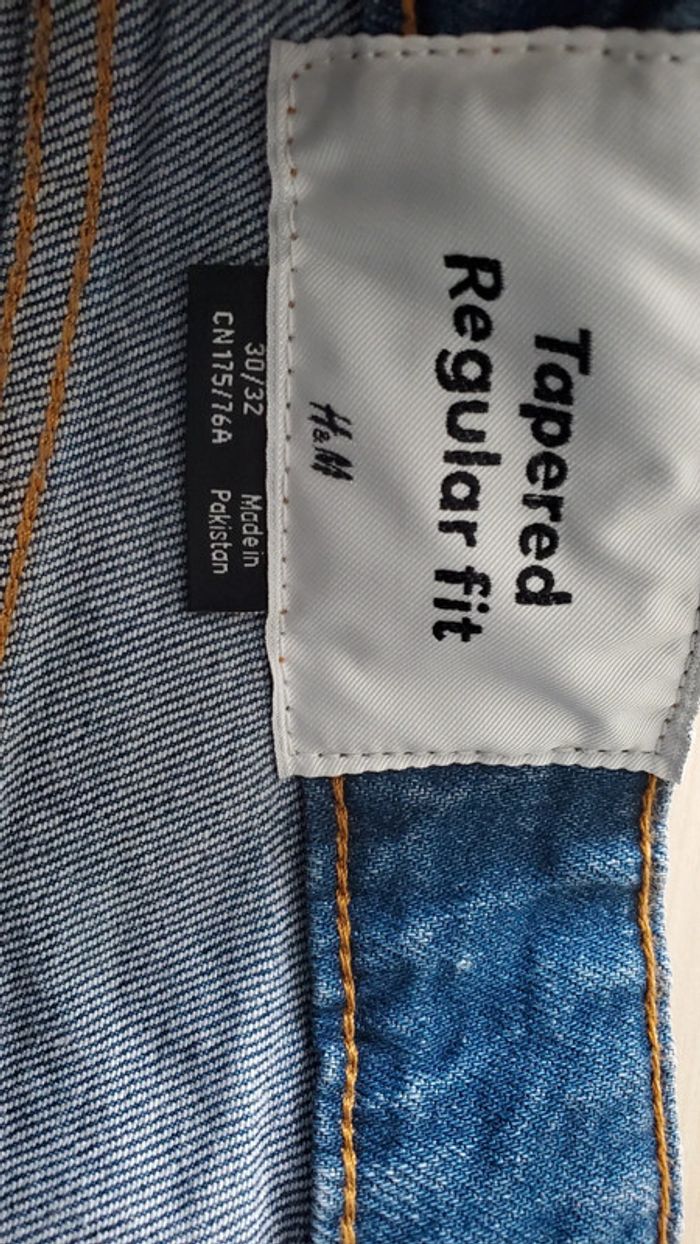 Tapered
Regular fit
H&M
30/32 Made in
CN175/76A Pakistan